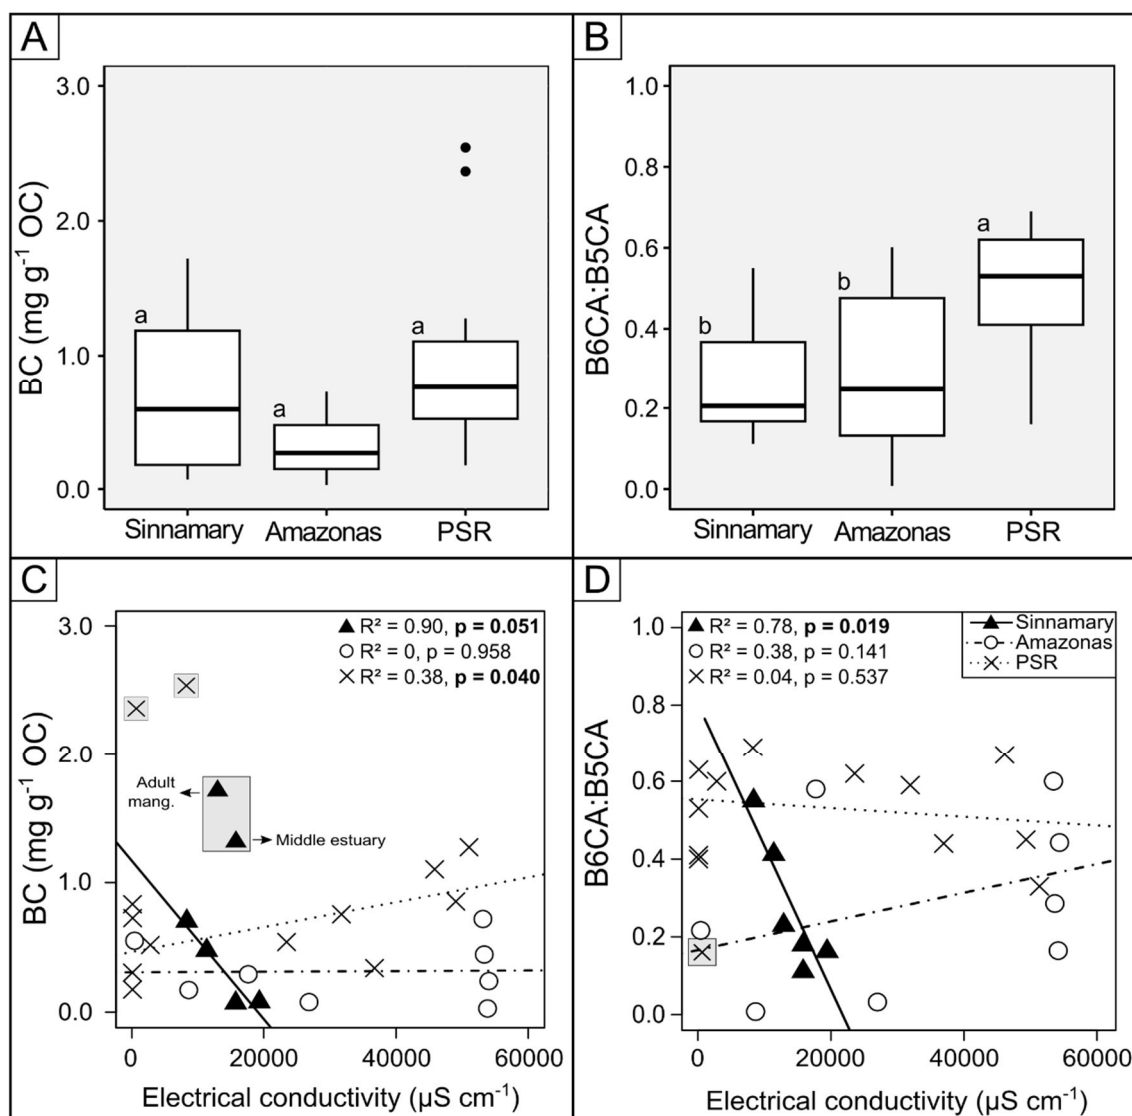 A
3.0
2.0
1.0
0.0
BC (mg g⁻¹ OC)
a
a
a
Sinnamary
Amazonas
PSR
B
1.0
0.8
0.6
0.4
0.2
0.0
B6CA:B5CA
b
b
a
Sinnamary
Amazonas
PSR
C
3.0
2.0
1.0
0.0
BC (mg g⁻¹ OC)
R² = 0.90, p = 0.051
R² = 0, p = 0.958
R² = 0.38, p = 0.040
Adult
mang.
Middle estuary
0 20000 40000 60000
Electrical conductivity (µS cm⁻¹)
D
1.0
0.8
0.6
0.4
0.2
0.0
B6CA:B5CA
R² = 0.78, p = 0.019
R² = 0.38, p = 0.141
R² = 0.04, p = 0.537
Sinnamary
Amazonas
PSR
0 20000 40000 60000
Electrical conductivity (µS cm⁻¹)